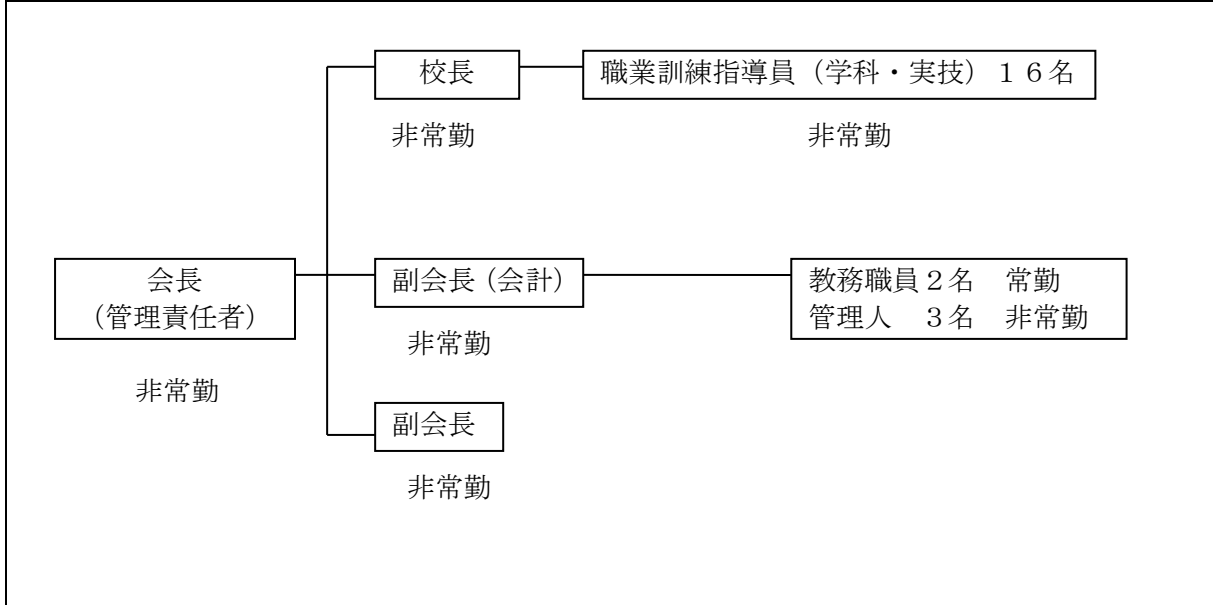 校長
職業訓練指導員（学科・実技）１６名
非常勤
非常勤
会長
（管理責任者）
非常勤
副会長（会計）
非常勤
教務職員２名　常勤
管理人　３名　非常勤
副会長
非常勤